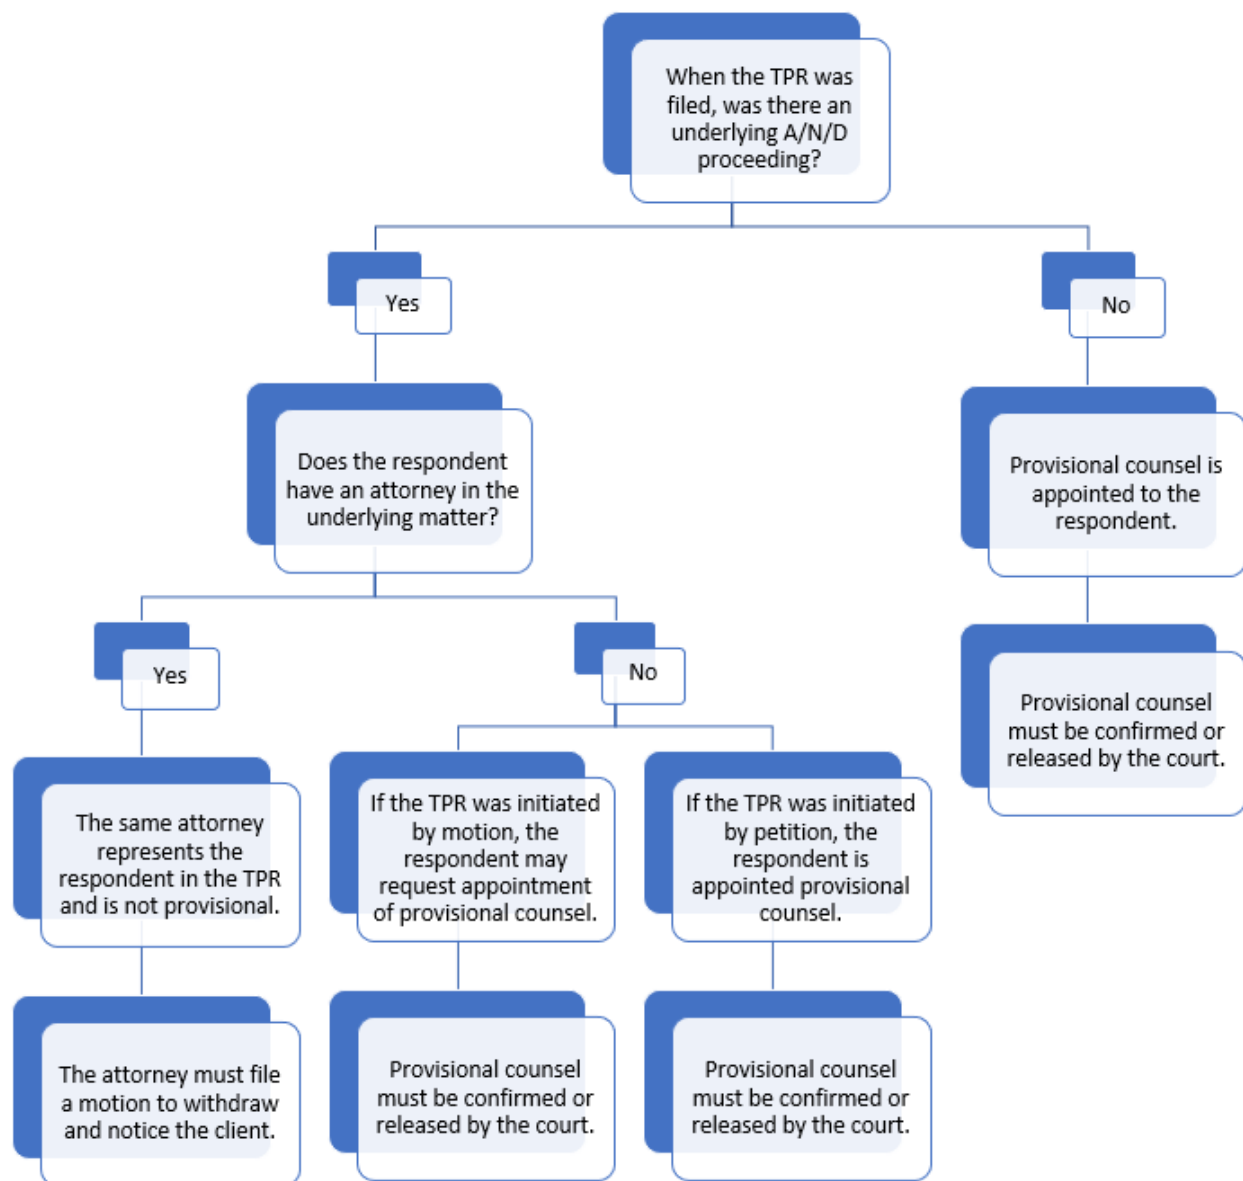 When the TPR was
filed, was there an
underlying A/N/D
proceeding?
Yes
No
Does the respondent
have an attorney in the
underlying matter?
Provisional counsel is
appointed to the
respondent.
Yes
No
Provisional counsel
must be confirmed or
released by the court.
The same attorney
represents the
respondent in the TPR
and is not provisional.
If the TPR was initiated
by motion, the
respondent may
request appointment
of provisional counsel.
If the TPR was initiated
by petition, the
respondent is
appointed provisional
counsel.
The attorney must file
a motion to withdraw
and notice the client.
Provisional counsel
must be confirmed or
released by the court.
Provisional counsel
must be confirmed or
released by the court.